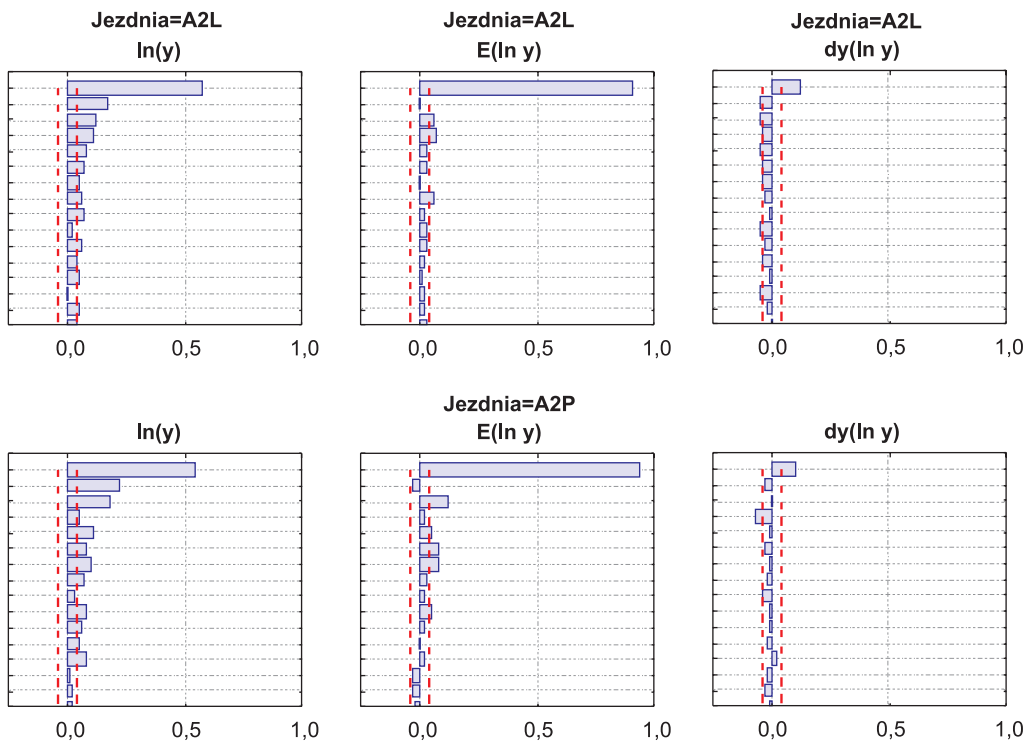 Jezdnia=A2L
ln(y)
Jezdnia=A2L
E(ln y)
Jezdnia=A2L
dy(ln y)
0,0 0,5 1,0
0,0 0,5 1,0
0,0 0,5 1,0
ln(y)
Jezdnia=A2P
E(ln y)
dy(ln y)
0,0 0,5 1,0
0,0 0,5 1,0
0,0 0,5 1,0